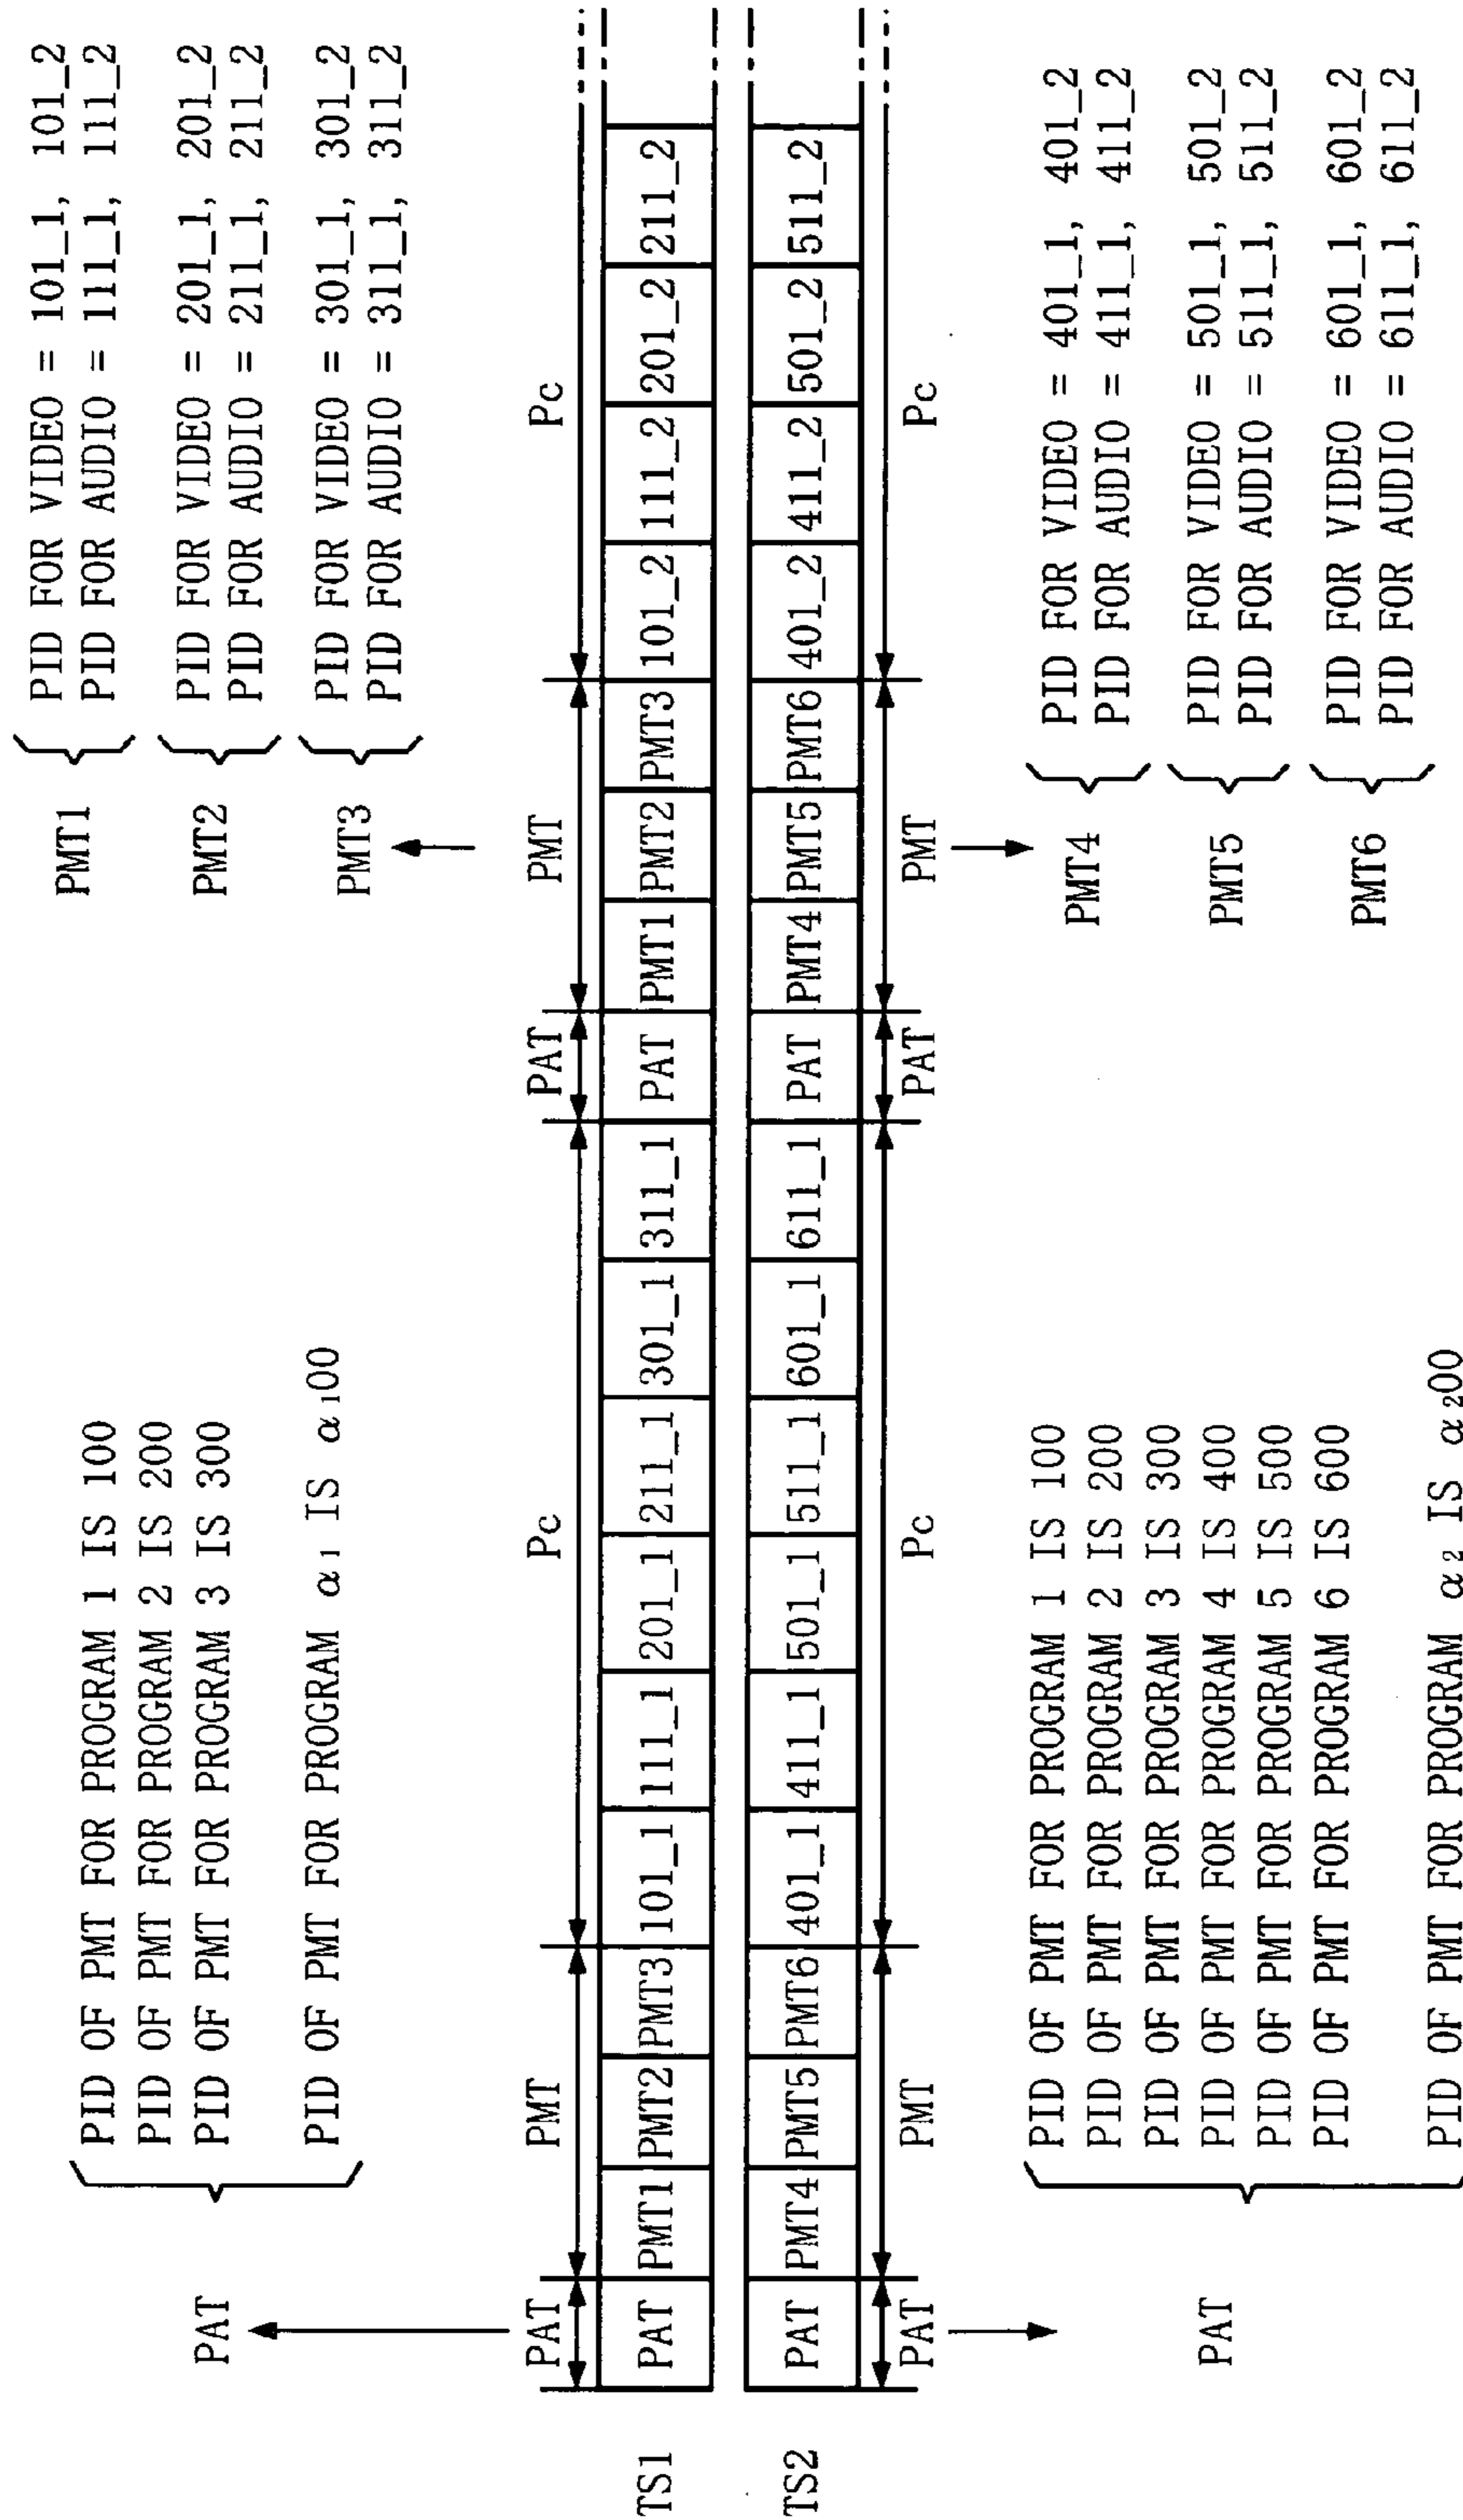 PAT
PID OF PMT FOR PROGRAM 1 IS 100
PID OF PMT FOR PROGRAM 2 IS 200
PID OF PMT FOR PROGRAM 3 IS 300
PID OF PMT FOR PROGRAM α₁ IS α₁00
PMT1
PID FOR VIDEO = 101_1, 101_2
PID FOR AUDIO = 111_1, 111_2
PMT2
PID FOR VIDEO = 201_1, 201_2
PID FOR AUDIO = 211_1, 211_2
PMT3
PID FOR VIDEO = 301_1, 301_2
PID FOR AUDIO = 311_1, 311_2
PAT PMT Pc PAT PMT Pc
TS1 PAT PMT1 PMT2 PMT3 101_1 111_1 201_1 211_1 301_1 311_1 PAT PMT1 PMT2 PMT3 101_2 111_2 201_2 211_2
TS2 PAT PMT4 PMT5 PMT6 401_1 411_1 501_1 511_1 601_1 611_1 PAT PMT4 PMT5 PMT6 401_2 411_2 501_2 511_2
PAT PMT Pc PAT PMT Pc
PAT
PID OF PMT FOR PROGRAM 1 IS 100
PID OF PMT FOR PROGRAM 2 IS 200
PID OF PMT FOR PROGRAM 3 IS 300
PID OF PMT FOR PROGRAM 4 IS 400
PID OF PMT FOR PROGRAM 5 IS 500
PID OF PMT FOR PROGRAM 6 IS 600
PID OF PMT FOR PROGRAM α₂ IS α₂00
PMT4
PID FOR VIDEO = 401_1, 401_2
PID FOR AUDIO = 411_1, 411_2
PMT5
PID FOR VIDEO = 501_1, 501_2
PID FOR AUDIO = 511_1, 511_2
PMT6
PID FOR VIDEO = 601_1, 601_2
PID FOR AUDIO = 611_1, 611_2